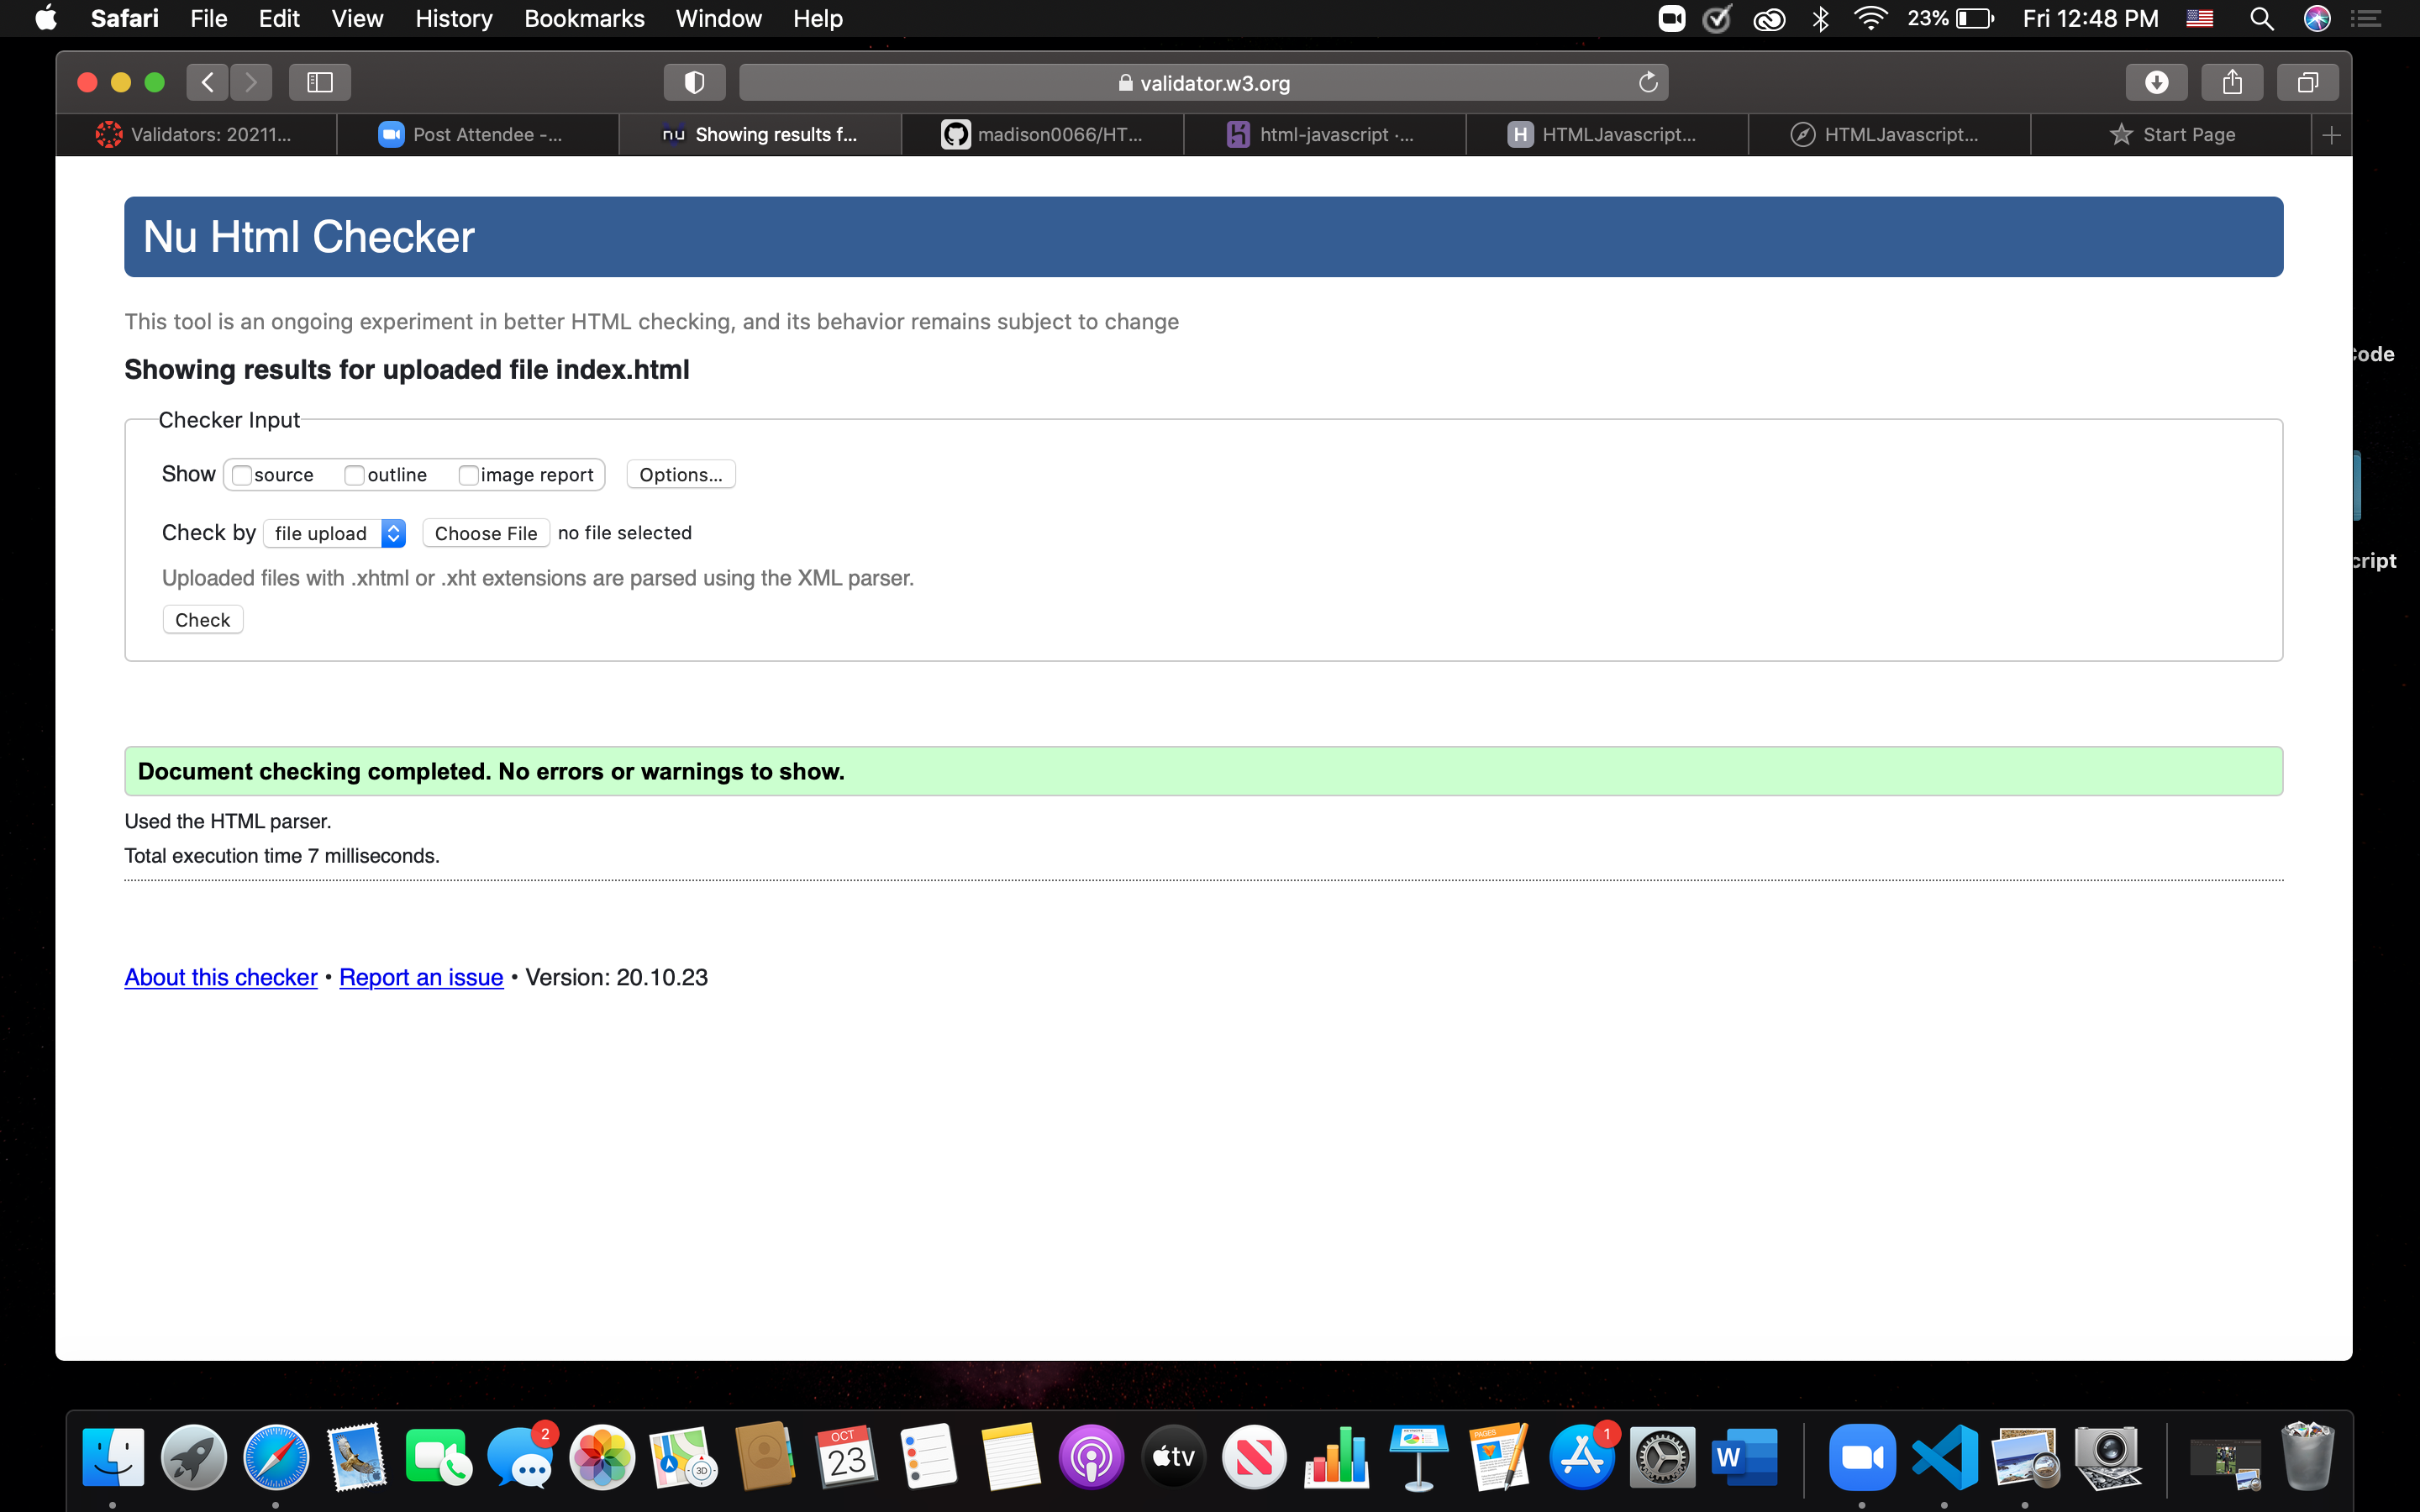 Safari File Edit View History Bookmarks Window Help 23% Fri 12:48 PM
validator.w3.org
Validators: 20211... Post Attendee -... nu Showing results f... madison0066/HT... html-javascript ·... H HTMLJavascript... HTMLJavascript... Start Page
Nu Html Checker
This tool is an ongoing experiment in better HTML checking, and its behavior remains subject to change
Code
Showing results for uploaded file index.html
Checker Input
Show source outline image report Options...
Check by file upload Choose File no file selected
cript
Uploaded files with .xhtml or .xht extensions are parsed using the XML parser.
Check
Document checking completed. No errors or warnings to show.
Used the HTML parser.
Total execution time 7 milliseconds.
About this checker • Report an issue • Version: 20.10.23
2 OCT 1
3D 23 tv PAGES W